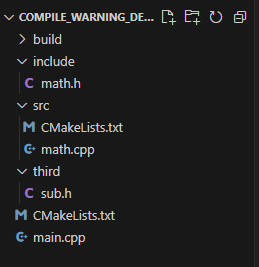 COMPILE_WARNING_DE...
build
include
math.h
src
CMakeLists.txt
math.cpp
third
sub.h
CMakeLists.txt
main.cpp